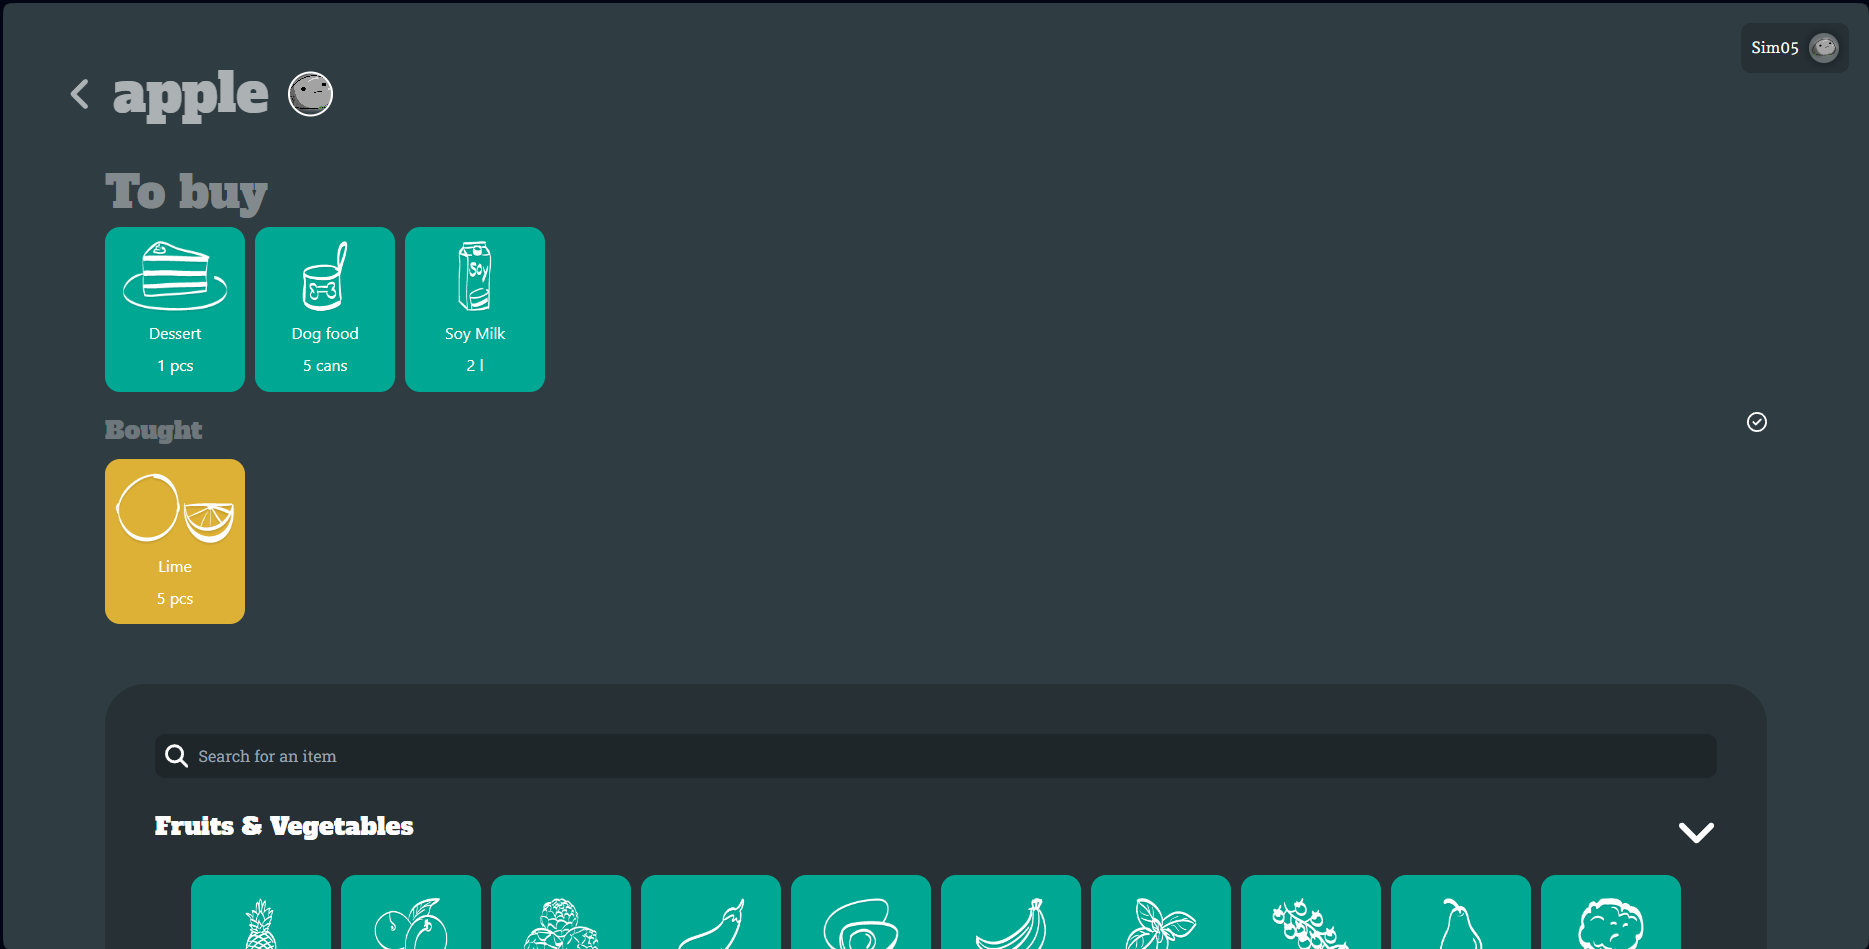 Sim05
apple
To buy
Soy
Dessert
Dog food
Soy Milk
1 pcs
5 cans
2 l
Bought
Lime
5 pcs
Search for an item
Fruits & Vegetables